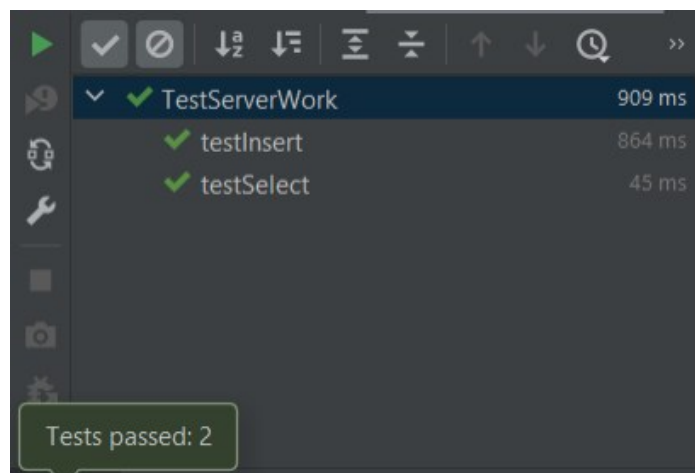 TestServerWork 909 ms
testInsert 864 ms
testSelect 45 ms
Tests passed: 2